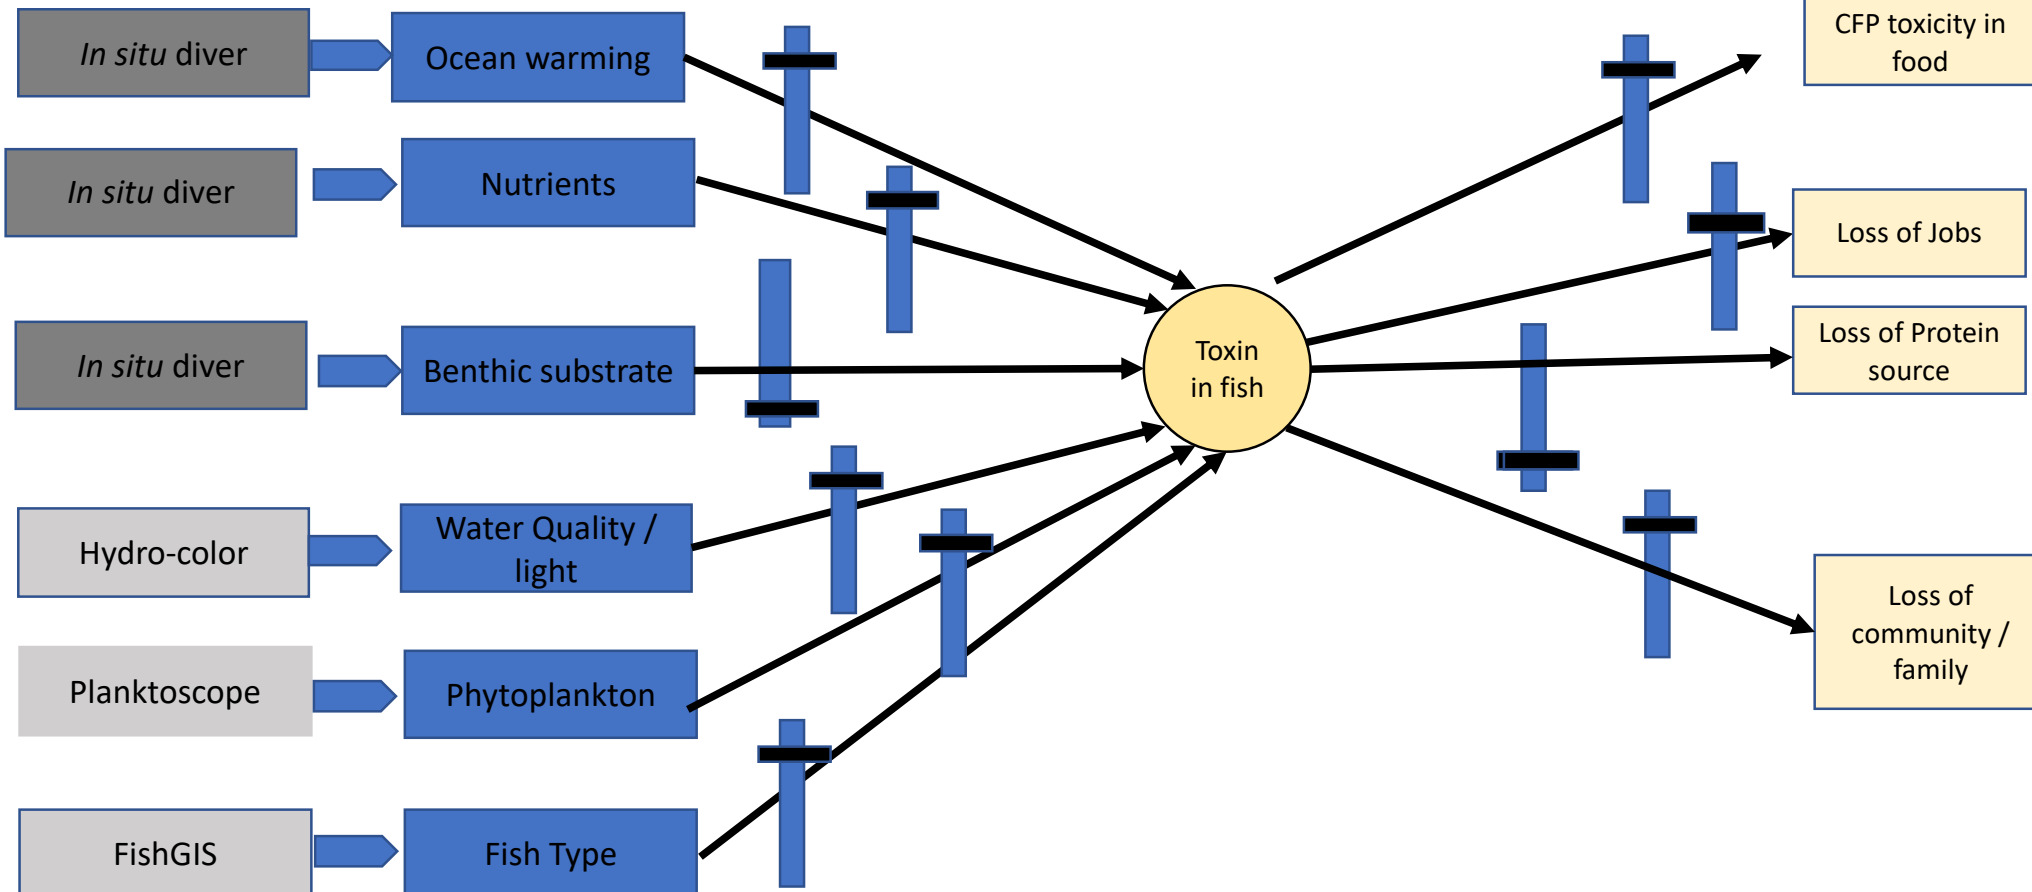 In situ diver
Ocean warming
CFP toxicity in
food
In situ diver
Nutrients
Loss of Jobs
In situ diver
Benthic substrate
Toxin
in fish
Loss of Protein
source
Hydro-color
Water Quality /
light
Loss of
community /
family
Planktoscope
Phytoplankton
FishGIS
Fish Type